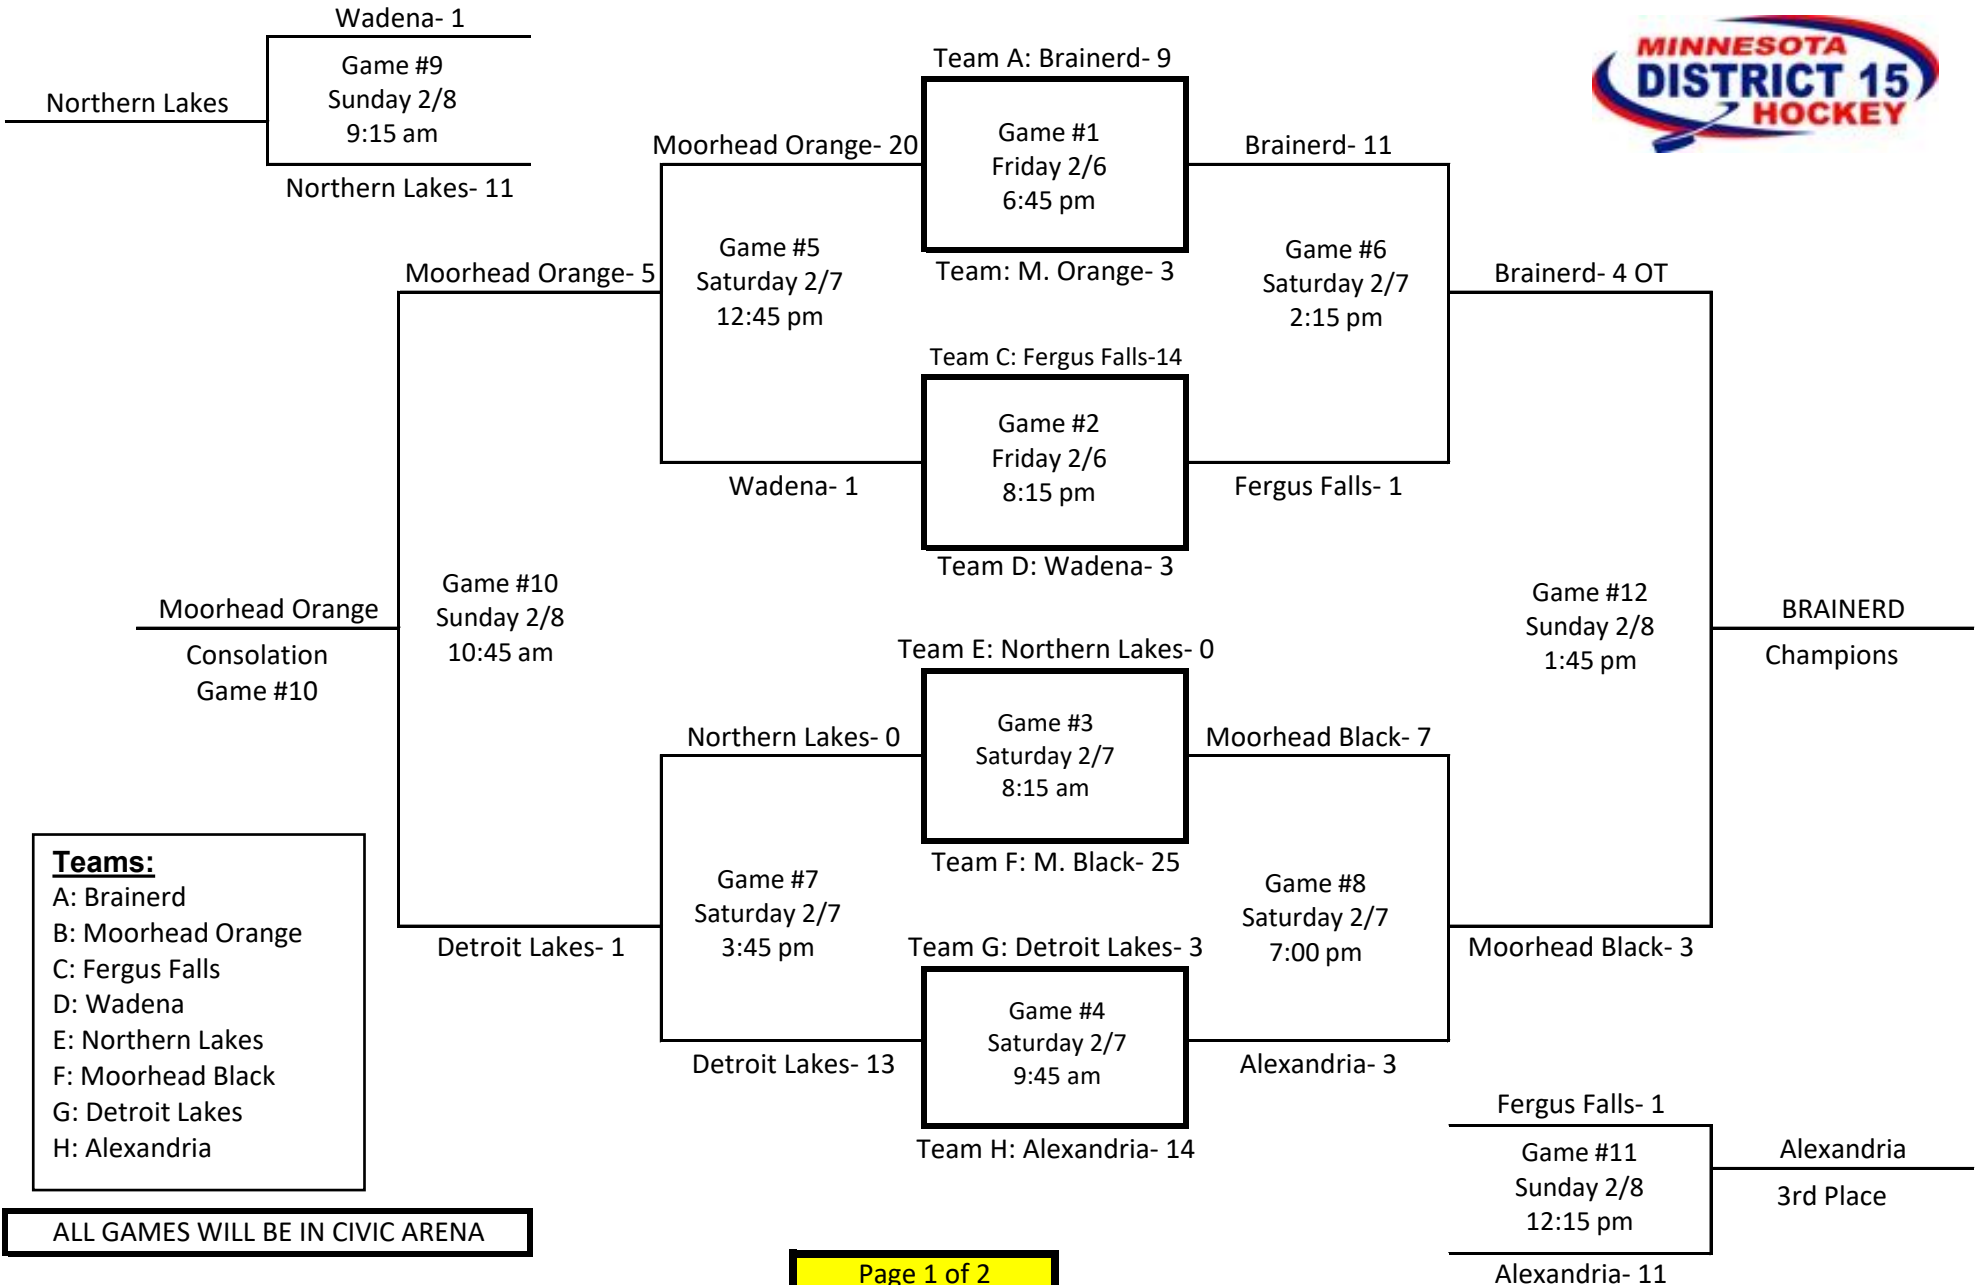 Wadena- 1
Game #9
Sunday 2/8
9:15 am
Northern Lakes
Northern Lakes- 11
MINNESOTA
DISTRICT 15
HOCKEY
Team A: Brainerd- 9
Game #1
Friday 2/6
6:45 pm
Team: M. Orange- 3
Moorhead Orange- 20
Game #5
Saturday 2/7
12:45 pm
Wadena- 1
Brainerd- 11
Game #6
Saturday 2/7
2:15 pm
Fergus Falls- 1
Team C: Fergus Falls-14
Game #2
Friday 2/6
8:15 pm
Team D: Wadena- 3
Moorhead Orange- 5
Game #10
Sunday 2/8
10:45 am
Detroit Lakes- 1
Moorhead Orange
Consolation
Game #10
Brainerd- 4 OT
Game #12
Sunday 2/8
1:45 pm
Moorhead Black- 3
BRAINERD
Champions
Team E: Northern Lakes- 0
Game #3
Saturday 2/7
8:15 am
Team F: M. Black- 25
Northern Lakes- 0
Game #7
Saturday 2/7
3:45 pm
Detroit Lakes- 13
Moorhead Black- 7
Game #8
Saturday 2/7
7:00 pm
Alexandria- 3
Team G: Detroit Lakes- 3
Game #4
Saturday 2/7
9:45 am
Team H: Alexandria- 14
Teams:
A: Brainerd
B: Moorhead Orange
C: Fergus Falls
D: Wadena
E: Northern Lakes
F: Moorhead Black
G: Detroit Lakes
H: Alexandria
ALL GAMES WILL BE IN CIVIC ARENA
Fergus Falls- 1
Game #11
Sunday 2/8
12:15 pm
Alexandria- 11
Alexandria
3rd Place
Page 1 of 2